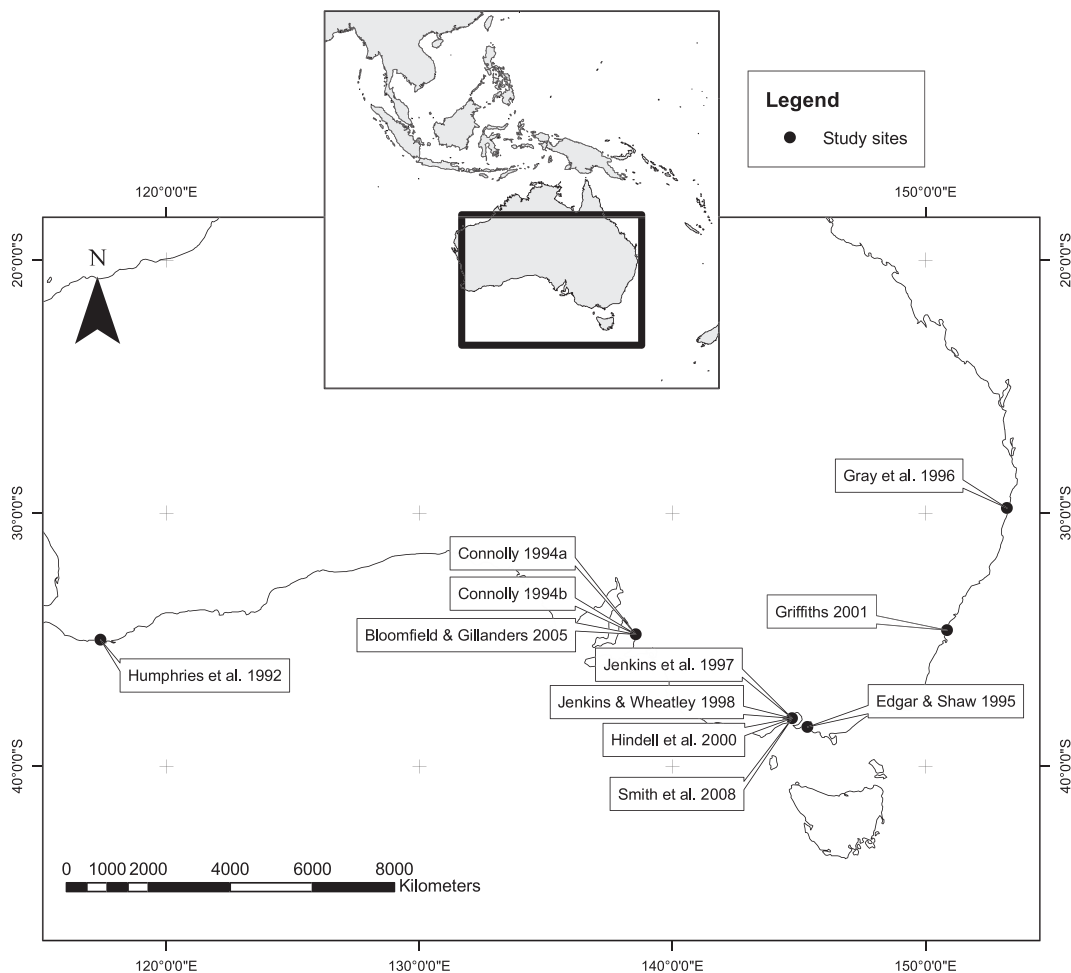 Legend
Study sites
120°0'0"E
150°0'0"E
20°0'0"S
20°0'0"S
N
Gray et al. 1996
30°0'0"S
30°0'0"S
Connolly 1994a
Connolly 1994b
Griffiths 2001
Bloomfield & Gillanders 2005
Jenkins et al. 1997
Humphries et al. 1992
Jenkins & Wheatley 1998
Edgar & Shaw 1995
Hindell et al. 2000
40°0'0"S
40°0'0"S
Smith et al. 2008
0 1000 2000 4000 6000 8000
Kilometers
120°0'0"E 130°0'0"E 140°0'0"E 150°0'0"E